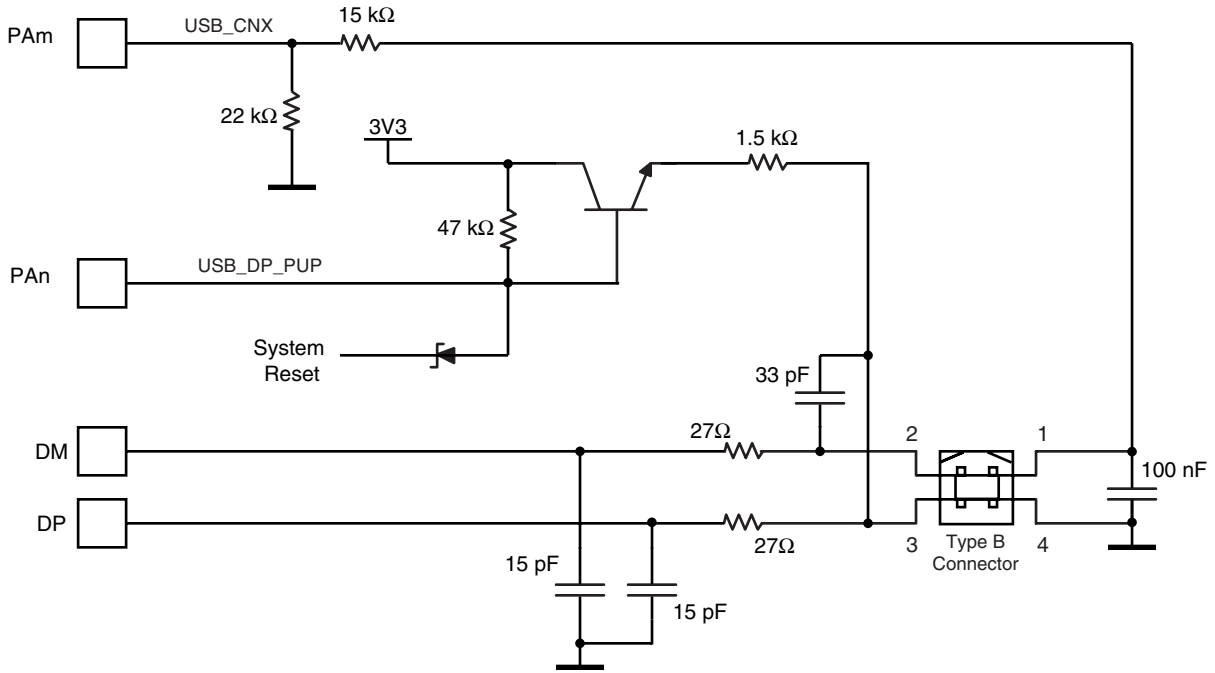 15 kΩ
PAm
USB_CNX
22 kΩ
3V3
1.5 kΩ
47 kΩ
PAn
USB_DP_PUP
System
Reset
33 pF
DM
27Ω
2
1
100 nF
DP
27Ω
3
Type B
Connector
4
15 pF
15 pF